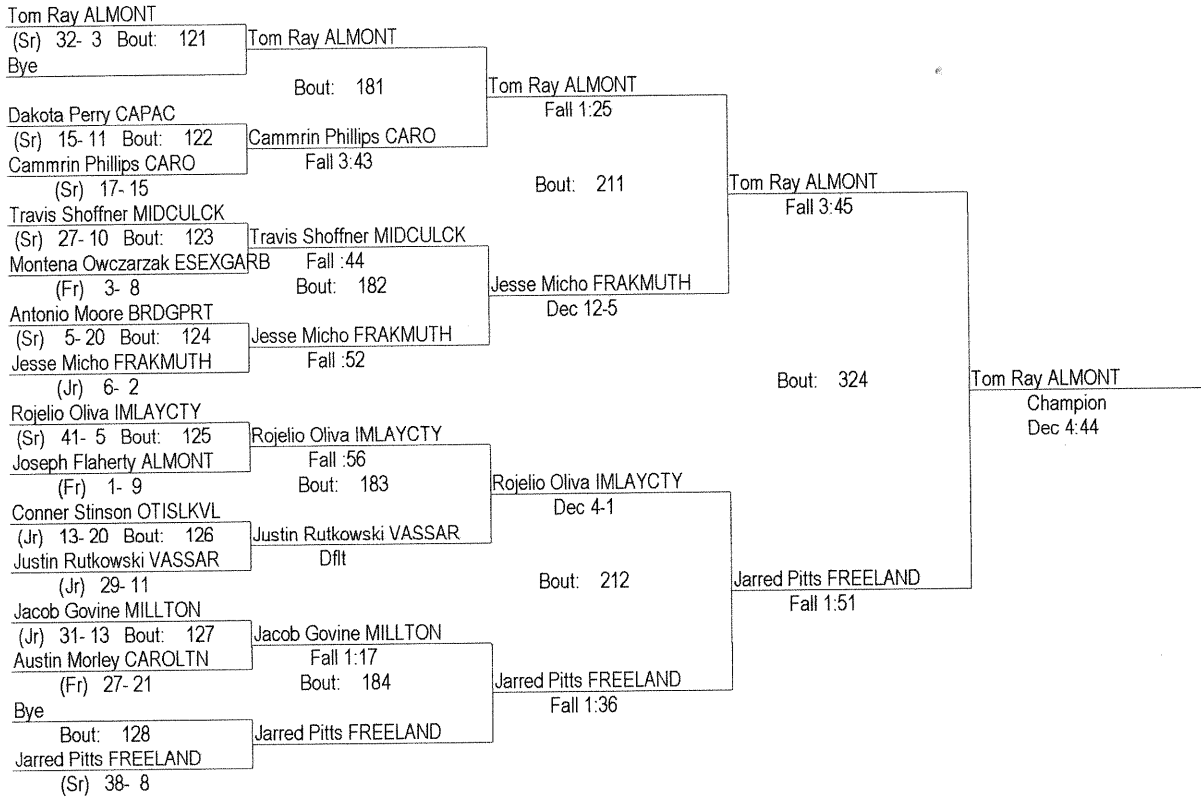 Tom Ray ALMONT
(Sr) 32- 3 Bout: 121
Bye
Tom Ray ALMONT
Bout: 181
Dakota Perry CAPAC
(Sr) 15- 11 Bout: 122
Cammrin Phillips CARO
(Sr) 17- 15
Cammrin Phillips CARO
Fall 3:43
Tom Ray ALMONT
Fall 1:25
Bout: 211
Travis Shoffner MIDCULCK
(Sr) 27- 10 Bout: 123
Montena Owczarzak ESEXGARB
(Fr) 3- 8
Travis Shoffner MIDCULCK
Fall :44
Bout: 182
Antonio Moore BRDGPRT
(Sr) 5- 20 Bout: 124
Jesse Micho FRAKMUTH
(Jr) 6- 2
Jesse Micho FRAKMUTH
Fall :52
Jesse Micho FRAKMUTH
Dec 12-5
Tom Ray ALMONT
Fall 3:45
Bout: 324
Tom Ray ALMONT
Champion
Dec 4:44
Rojelio Oliva IMLAYCTY
(Sr) 41- 5 Bout: 125
Joseph Flaherty ALMONT
(Fr) 1- 9
Rojelio Oliva IMLAYCTY
Fall :56
Bout: 183
Conner Stinson OTISLKVL
(Jr) 13- 20 Bout: 126
Justin Rutkowski VASSAR
(Jr) 29- 11
Justin Rutkowski VASSAR
Dflt
Rojelio Oliva IMLAYCTY
Dec 4-1
Bout: 212
Jacob Govine MILLTON
(Jr) 31- 13 Bout: 127
Austin Morley CAROLTN
(Fr) 27- 21
Jacob Govine MILLTON
Fall 1:17
Bout: 184
Bye
Bout: 128
Jarred Pitts FREELAND
(Sr) 38- 8
Jarred Pitts FREELAND
Jarred Pitts FREELAND
Fall 1:36
Jarred Pitts FREELAND
Fall 1:51